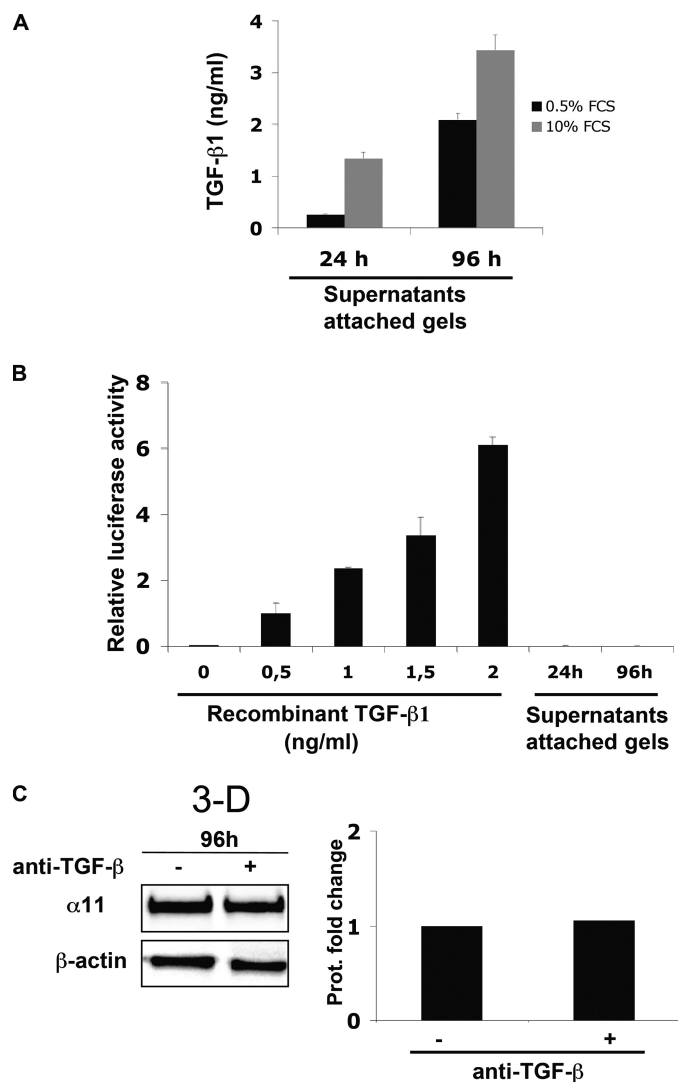 A
TGF-β1 (ng/ml)
4
3
2
1
0
0.5% FCS
10% FCS
24 h 96 h
Supernatants
attached gels
B
Relative luciferase activity
8
6
4
2
0
0 0,5 1 1,5 2 24h 96h
Recombinant TGF-β1
(ng/ml)
Supernatants
attached gels
C
3-D
96h
anti-TGF-β - +
α11
β-actin
Prot. fold change
2
1
0
- +
anti-TGF-β